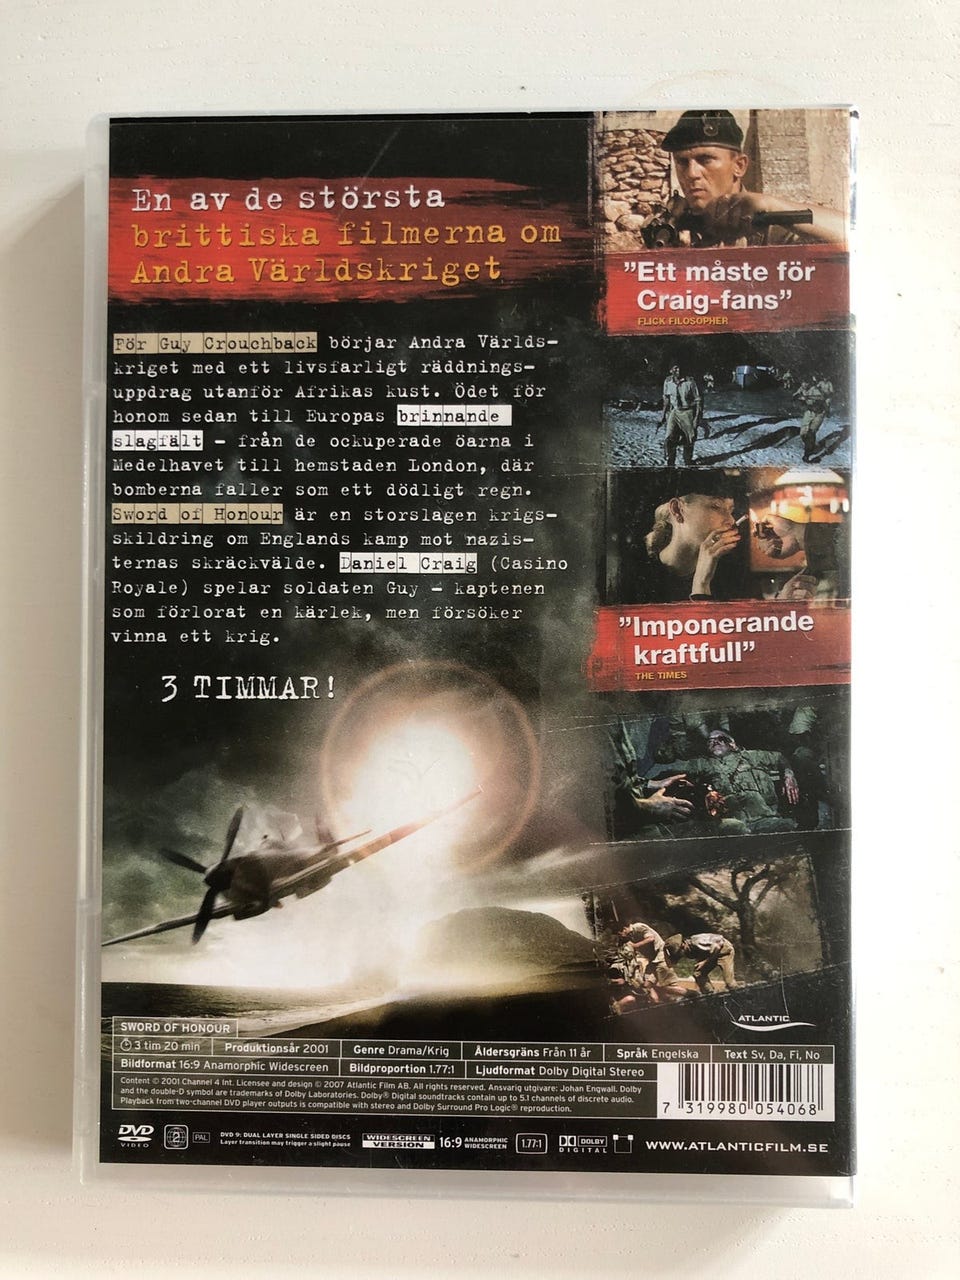 En av de största
brittiska filmerna om
Andra Världskriget
För Guy Crouchback börjar Andra Världs-
kriget med ett livsfarligt räddnings-
uppdrag utanför Afrikas kust. Ödet för
honom sedan till Europas brinnande
slagfält – från de ockuperade öarna i
Medelhavet till hemstaden London, där
bomberna faller som ett dödligt regn.
Sword of Honour är en storslagen krigs-
skildring om Englands kamp mot nazis-
ternas skräckvälde. Daniel Craig (Casino
Royale) spelar soldaten Guy – kaptenen
som förlorat en kärlek, men försöker
vinna ett krig.
3 TIMMAR!
”Ett måste för
Craig-fans”
FLICK FILOSOPHER
”Imponerande
kraftfull”
THE TIMES
ATLANTIC
SWORD OF HONOUR
3 tim 20 min Produktionsår 2001 Genre Drama/Krig Åldersgräns Från 11 år Språk Engelska Text Sv, Da, Fi, No
Bildformat 16:9 Anamorphic Widescreen Bildproportion 1.77:1 Ljudformat Dolby Digital Stereo
Content © 2001 Channel 4 Int. Licensee and design © 2007 Atlantic Film AB. All rights reserved. Ansvarig utgivare: Johan Engwall. Dolby
and the double-D symbol are trademarks of Dolby Laboratories. Dolby® Digital soundtracks contain up to 5.1 channels of discrete audio.
Playback from two-channel DVD player outputs is compatible with stereo and Dolby Surround Pro Logic® reproduction.
7 319980 054068
DVD VIDEO 2 PAL DVD 9: DUAL LAYER SINGLE SIDED DISCS
Layer transition may trigger a slight pause
WIDESCREEN VERSION 16:9 ANAMORPHIC WIDESCREEN 1.77:1 DOLBY DIGITAL WWW.ATLANTICFILM.SE